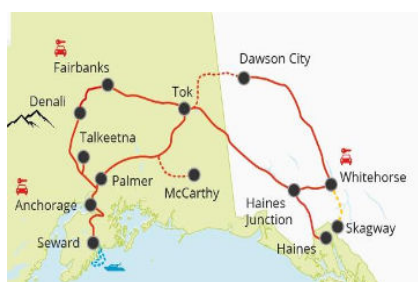 Fairbanks
Dawson City
Denali
Tok
Talkeetna
Whitehorse
Palmer
McCarthy
Anchorage
Haines
Junction
Skagway
Seward
Haines